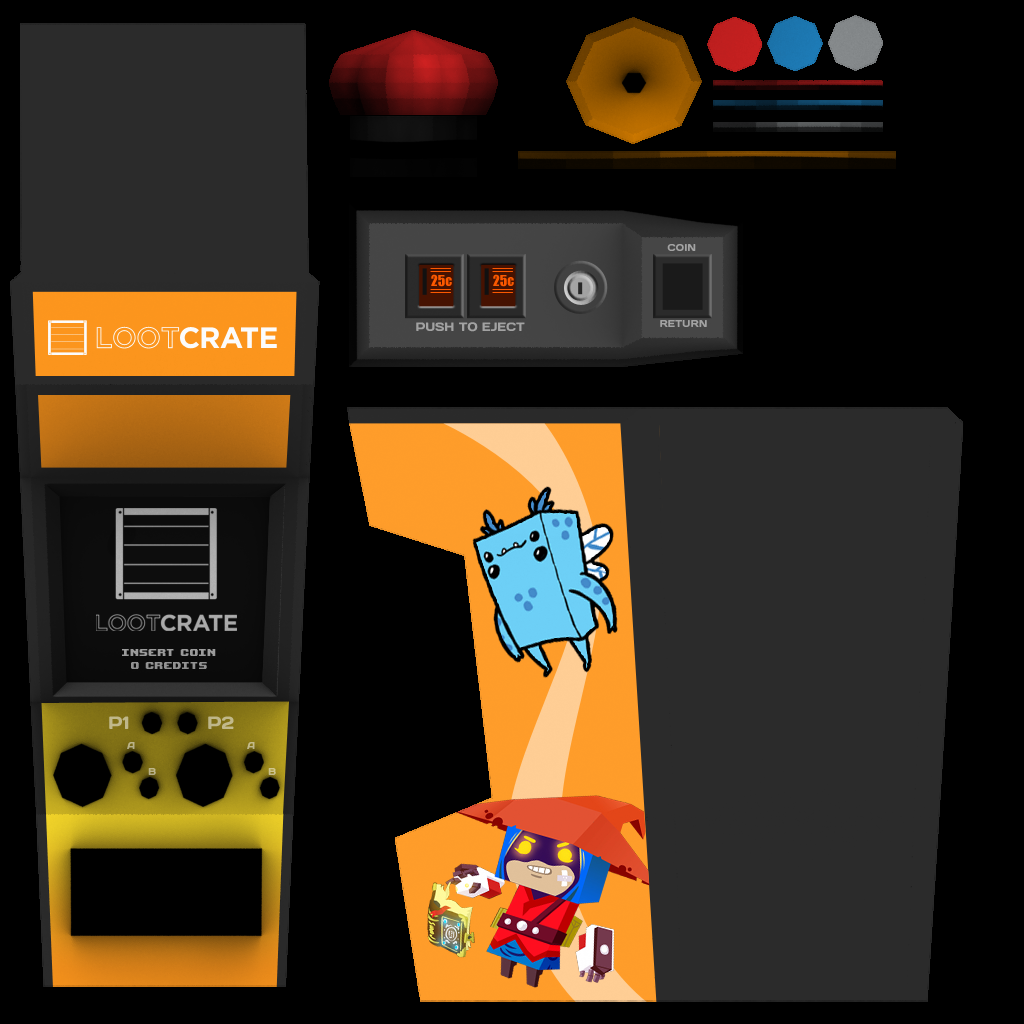 LOOTCRATE
25c 25c
PUSH TO EJECT
COIN
RETURN
LOOTCRATE
INSERT COIN
0 CREDITS
P1 P2
A A
B B